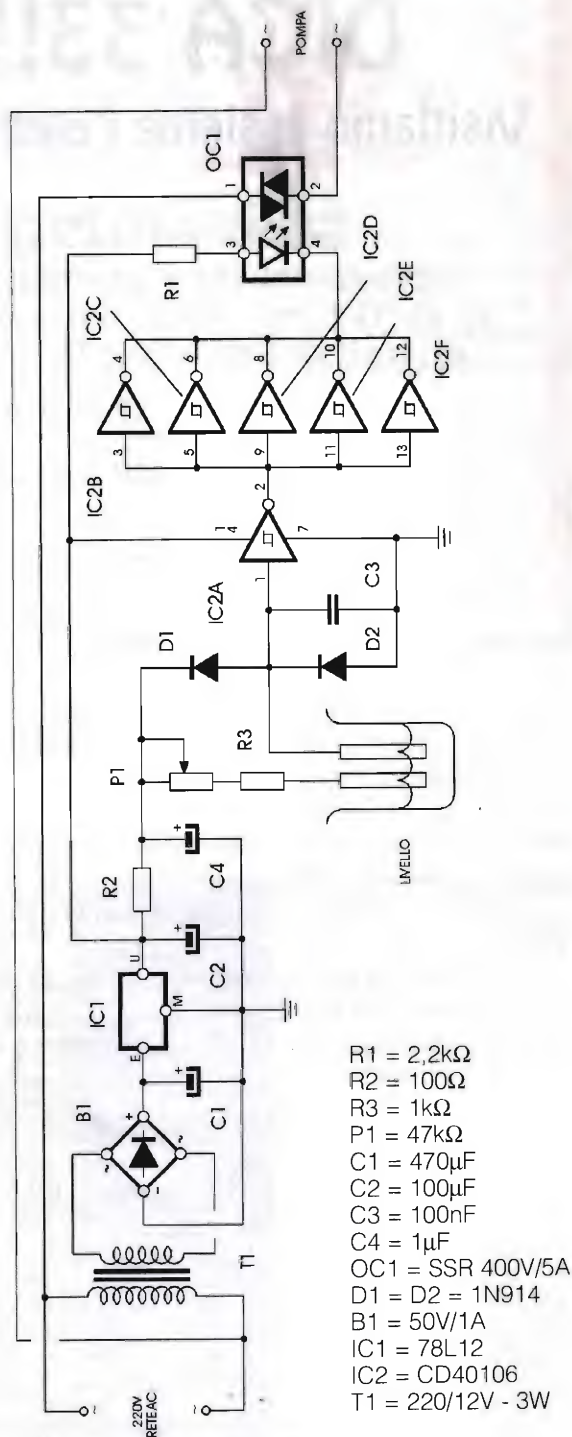 POMPA
~
~
OC1
1
2
3
4
R1
IC2D
IC2C
IC2E
4
6
8
10
12
IC2F
3
5
9
11
13
IC2B
2
1
4
7
IC2A
1
C3
D1
D2
P1
R3
LIVELLO
R2
+
C4
+
C2
U
IC1
M
E
+
C1
B1
+
~
~
-
T1
220V
RETE AC
~
~
R1 = 2,2kΩ
R2 = 100Ω
R3 = 1kΩ
P1 = 47kΩ
C1 = 470µF
C2 = 100µF
C3 = 100nF
C4 = 1µF
OC1 = SSR 400V/5A
D1 = D2 = 1N914
B1 = 50V/1A
IC1 = 78L12
IC2 = CD40106
T1 = 220/12V - 3W